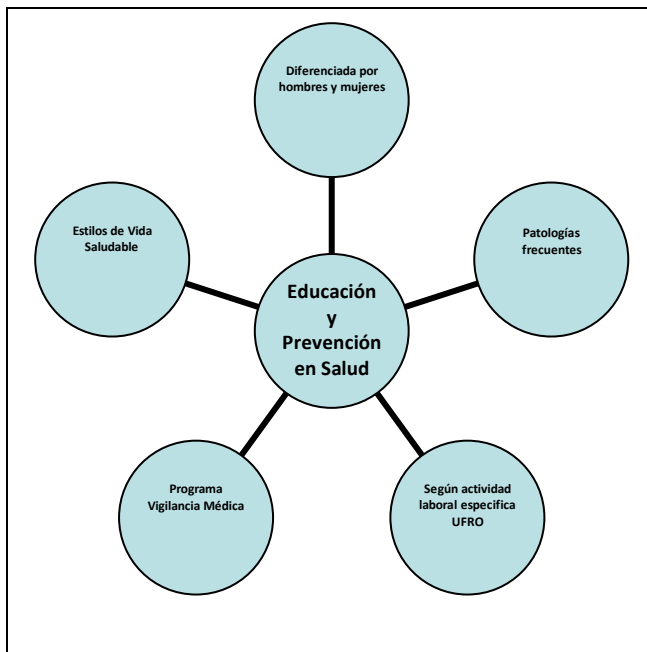 Diferenciada por
hombres y mujeres
Estilos de Vida
Saludable
Patologías
frecuentes
Educación
y
Prevención
en Salud
Programa
Vigilancia Médica
Según actividad
laboral especifica
UFRO